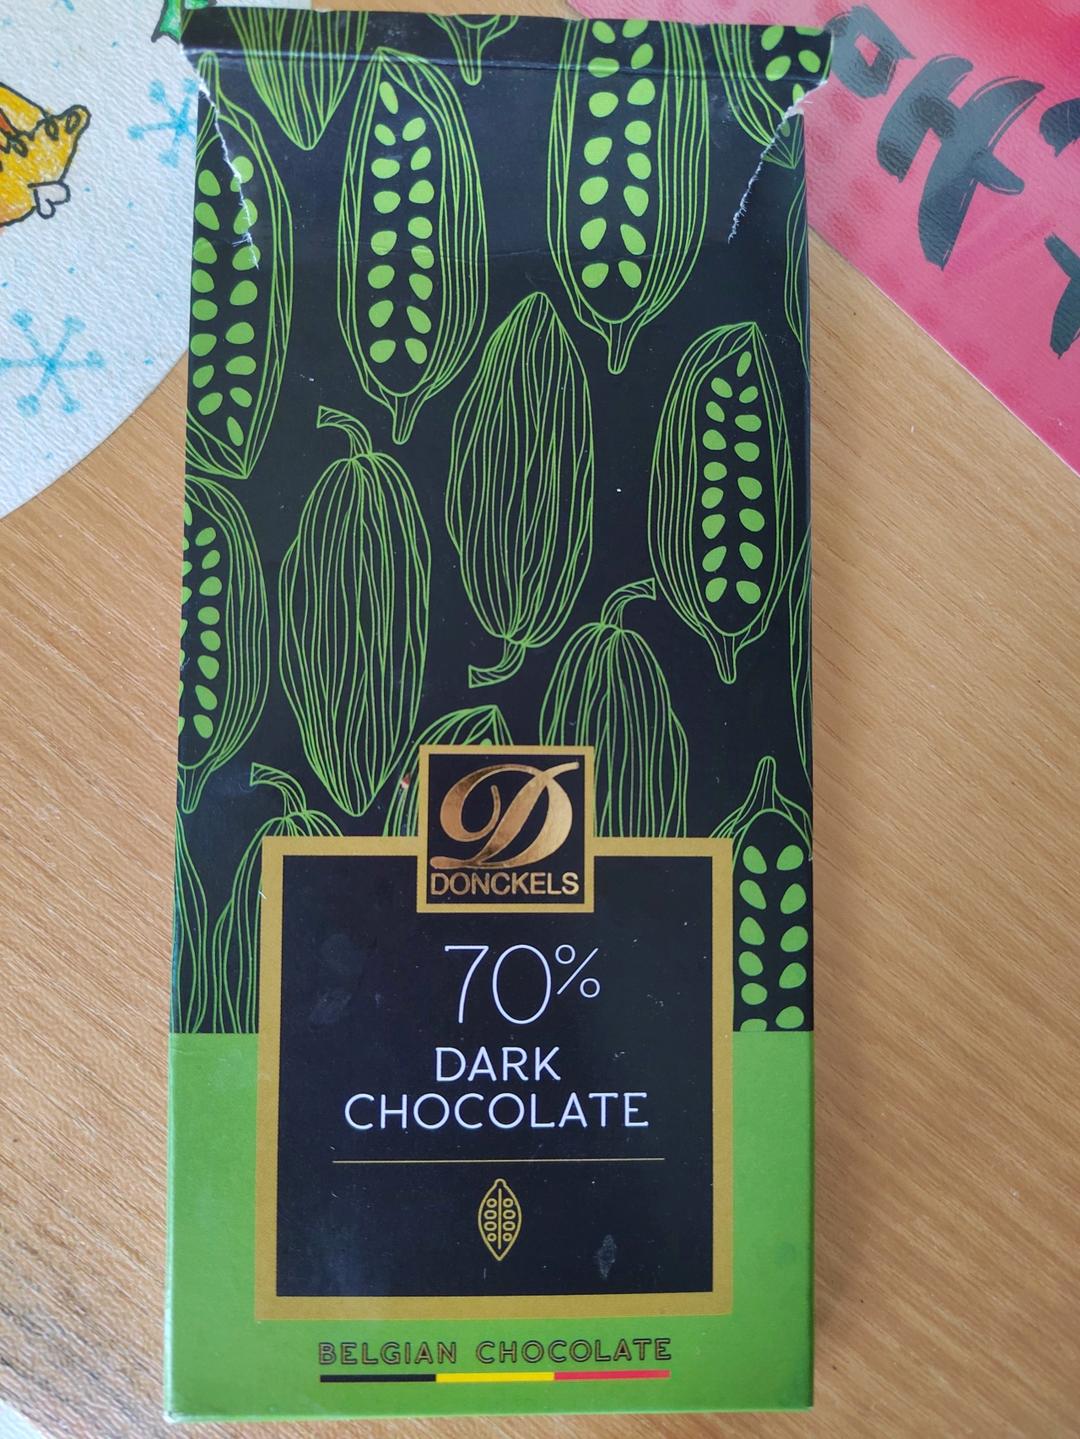 D
DONCKELS
70%
DARK
CHOCOLATE
BELGIAN CHOCOLATE